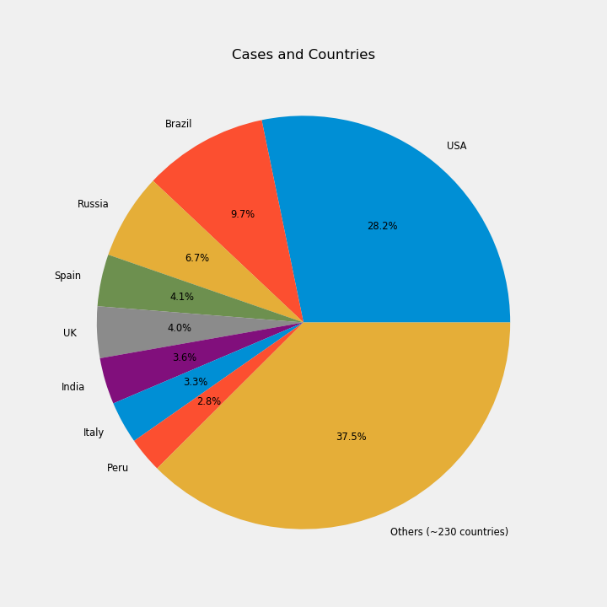 Cases and Countries
Brazil
USA
Russia
9.7%
28.2%
6.7%
Spain
4.1%
UK
4.0%
India
3.6%
3.3%
Italy
2.8%
Peru
37.5%
Others (~230 countries)